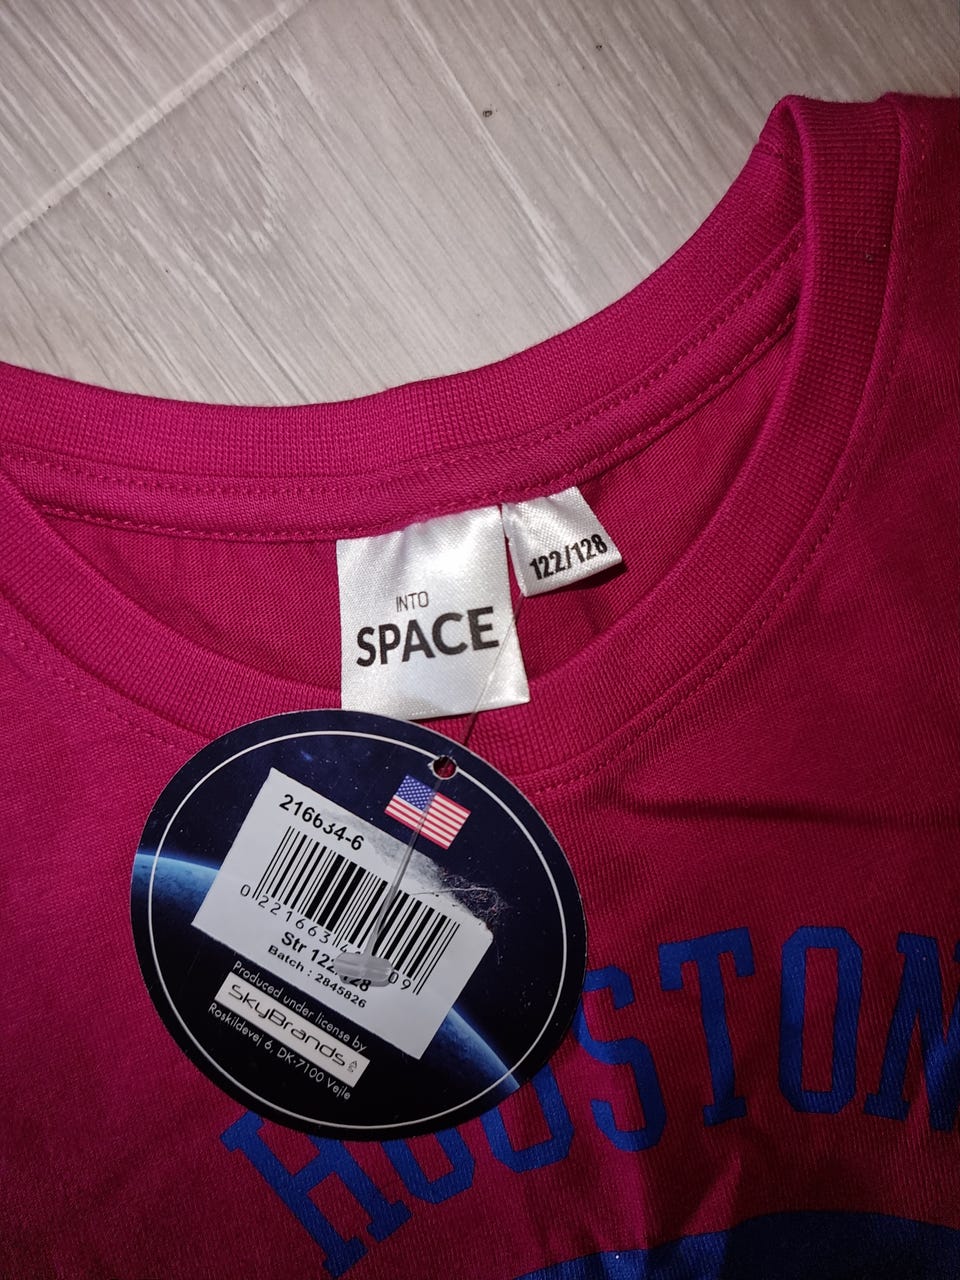 INTO
SPACE
122/128
216634-6
Str
Batch : 2845826
Produced under license by
SkyBrands A/S
Roskildevej 6, DK-7100 Vejle
HOUSTON